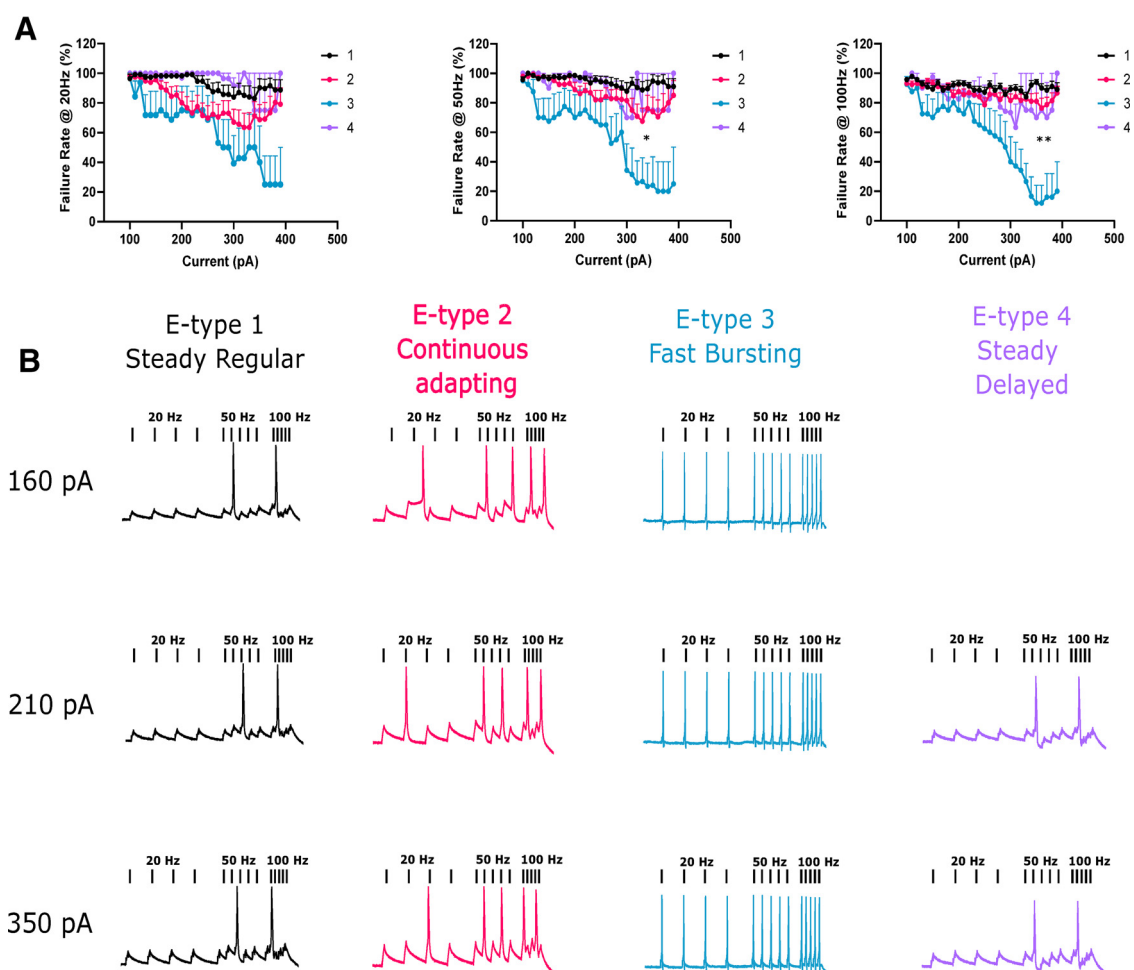 A
Failure Rate @ 20Hz (%)
120
100
80
60
40
20
0
0 100 200 300 400 500
Current (pA)
1
2
3
4
Failure Rate @ 50Hz (%)
120
100
80
60
40
20
0
*
0 100 200 300 400 500
Current (pA)
1
2
3
4
Failure Rate @ 100Hz (%)
120
100
80
60
40
20
0
**
0 100 200 300 400 500
Current (pA)
1
2
3
4
B
E-type 1
Steady Regular
E-type 2
Continuous
adapting
E-type 3
Fast Bursting
E-type 4
Steady
Delayed
160 pA
20 Hz 50 Hz 100 Hz
20 Hz 50 Hz 100 Hz
20 Hz 50 Hz 100 Hz
210 pA
20 Hz 50 Hz 100 Hz
20 Hz 50 Hz 100 Hz
20 Hz 50 Hz 100 Hz
20 Hz 50 Hz 100 Hz
350 pA
20 Hz 50 Hz 100 Hz
20 Hz 50 Hz 100 Hz
20 Hz 50 Hz 100 Hz
20 Hz 50 Hz 100 Hz